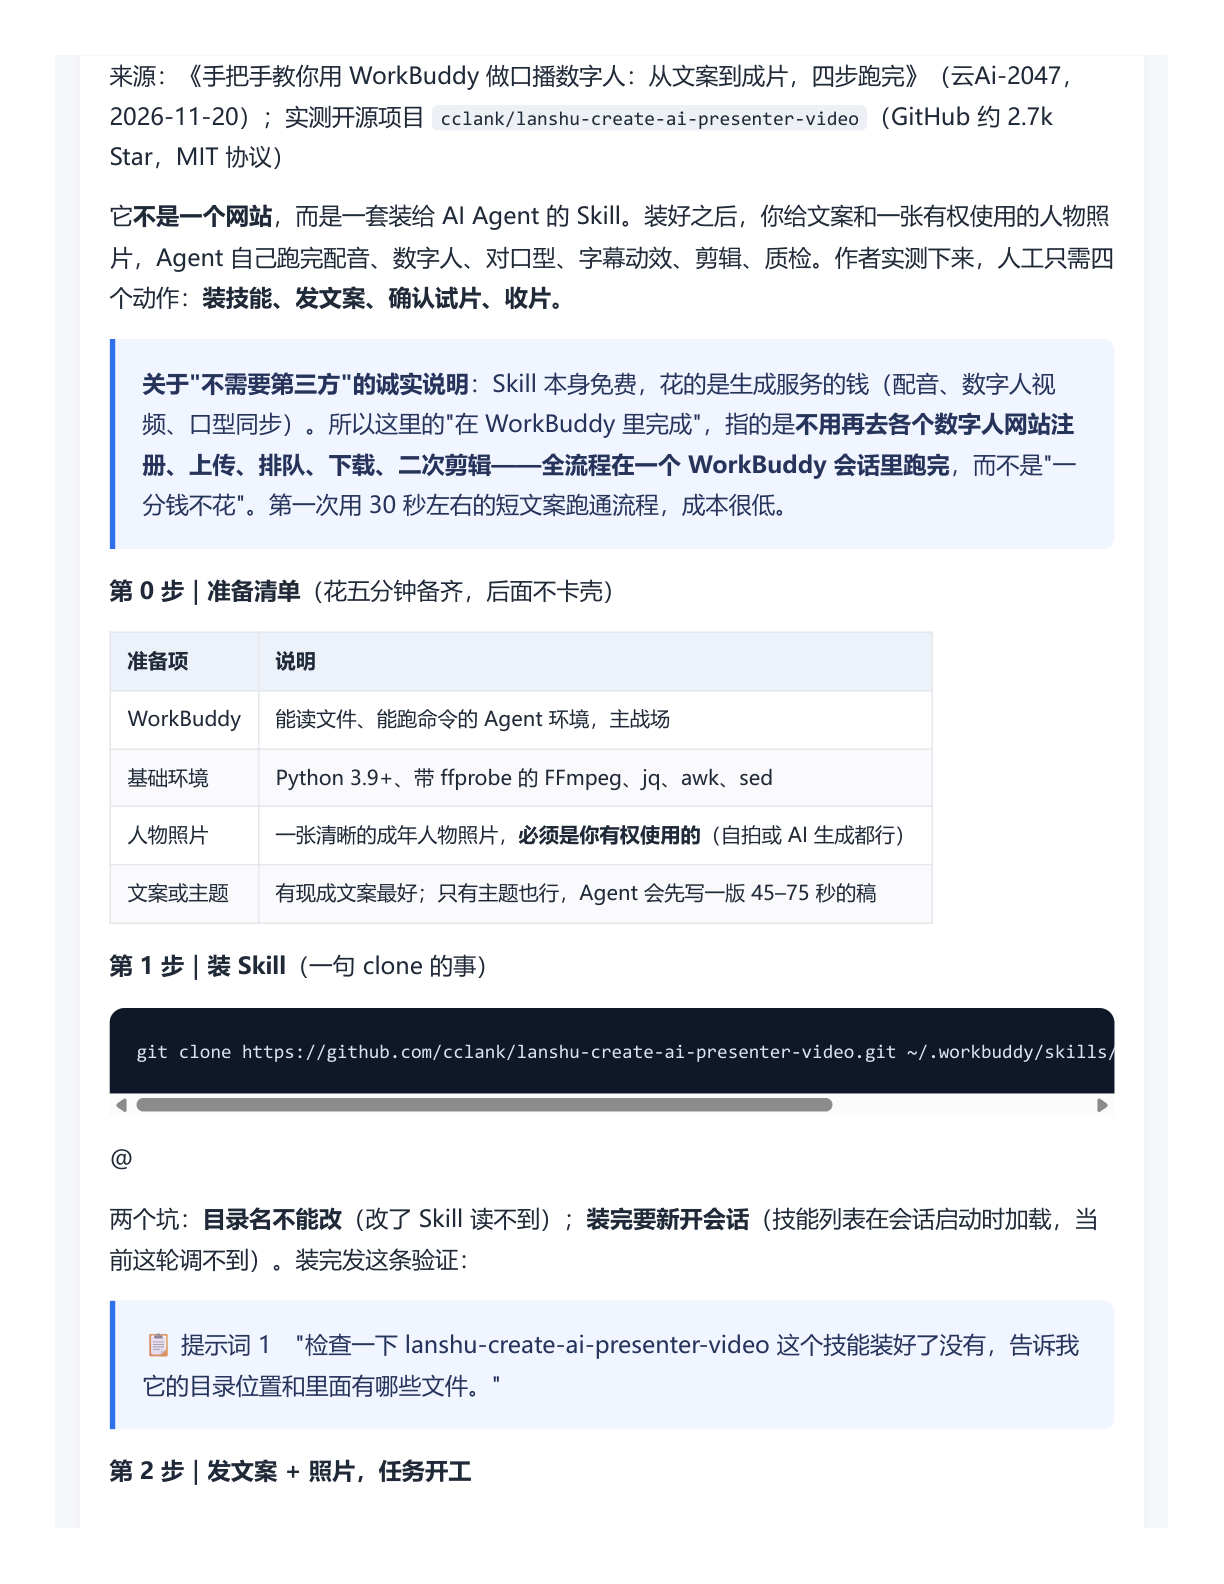 来源：《手把手教你用 WorkBuddy 做口播数字人：从文案到成片，四步跑完》（云Ai-2047，
2026-11-20）；实测开源项目 cclank/lanshu-create-ai-presenter-video（GitHub 约 2.7k
Star，MIT 协议）
它不是一个网站，而是一套装给 AI Agent 的 Skill。装好之后，你给文案和一张有权使用的人物照
片，Agent 自己跑完配音、数字人、对口型、字幕动效、剪辑、质检。作者实测下来，人工只需四
个动作：装技能、发文案、确认试片、收片。
关于"不需要第三方"的诚实说明：Skill 本身免费，花的是生成服务的钱（配音、数字人视
频、口型同步）。所以这里的"在 WorkBuddy 里完成"，指的是不用再去各个数字人网站注
册、上传、排队、下载、二次剪辑——全流程在一个 WorkBuddy 会话里跑完，而不是"一
分钱不花"。第一次用 30 秒左右的短文案跑通流程，成本很低。
第 0 步｜准备清单（花五分钟备齐，后面不卡壳）
准备项 说明
WorkBuddy 能读文件、能跑命令的 Agent 环境，主战场
基础环境 Python 3.9+、带 ffprobe 的 FFmpeg、jq、awk、sed
人物照片 一张清晰的成年人物照片，必须是你有权使用的（自拍或 AI 生成都行）
文案或主题 有现成文案最好；只有主题也行，Agent 会先写一版 45–75 秒的稿
第 1 步｜装 Skill（一句 clone 的事）
git clone https://github.com/cclank/lanshu-create-ai-presenter-video.git ~/.workbuddy/skills/
@
两个坑：目录名不能改（改了 Skill 读不到）；装完要新开会话（技能列表在会话启动时加载，当
前这轮调不到）。装完发这条验证：
📋 提示词 1　"检查一下 lanshu-create-ai-presenter-video 这个技能装好了没有，告诉我
它的目录位置和里面有哪些文件。"
第 2 步｜发文案 + 照片，任务开工